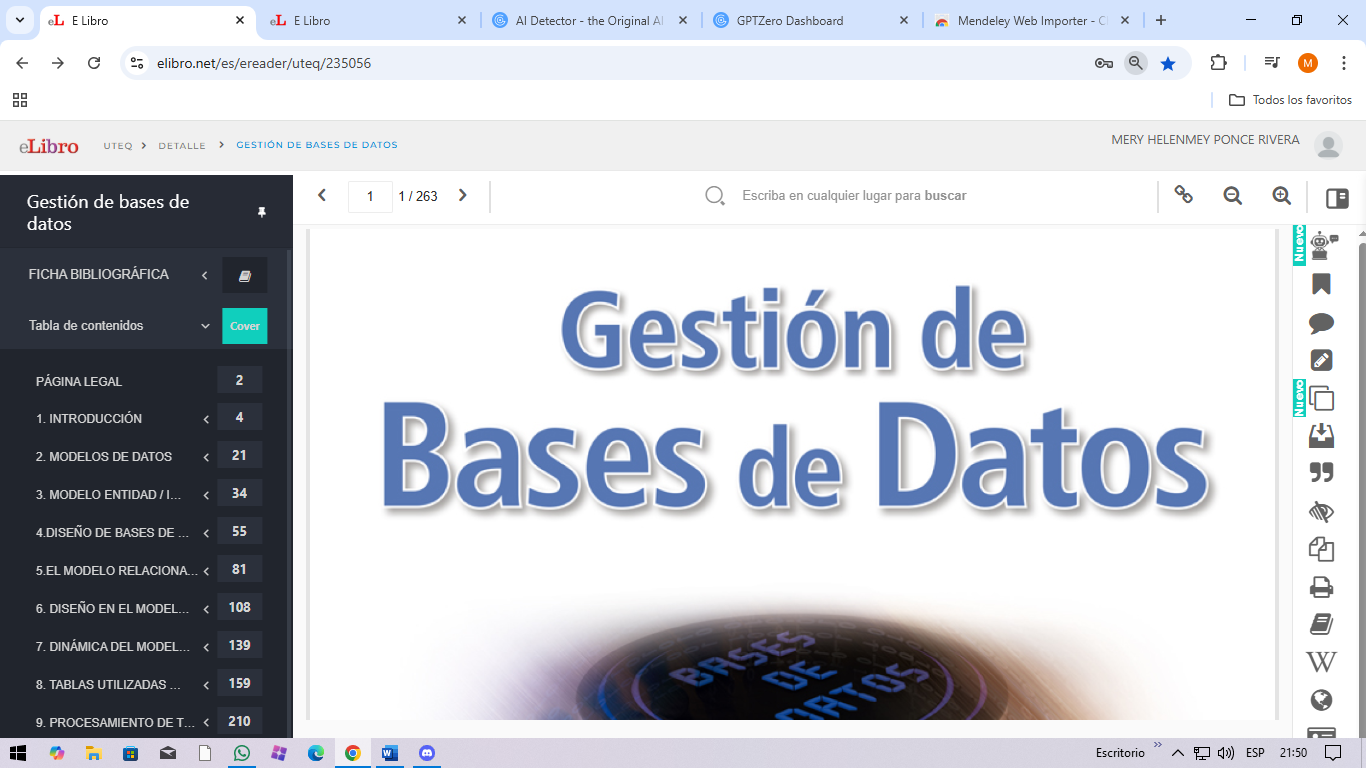 E Libro
E Libro
AI Detector - the Original AI
GPTZero Dashboard
Mendeley Web Importer - C
elibro.net/es/ereader/uteq/235056
M
Todos los favoritos
eLibro
UTEQ
DETALLE
GESTIÓN DE BASES DE DATOS
MERY HELENMEY PONCE RIVERA
Gestión de bases de
datos
1
1 / 263
Escriba en cualquier lugar para buscar
FICHA BIBLIOGRÁFICA
Tabla de contenidos
Cover
PÁGINA LEGAL 2
1. INTRODUCCIÓN 4
2. MODELOS DE DATOS 21
3. MODELO ENTIDAD / I... 34
4.DISEÑO DE BASES DE ... 55
5.EL MODELO RELACIONA... 81
6. DISEÑO EN EL MODEL... 108
7. DINÁMICA DEL MODEL... 139
8. TABLAS UTILIZADAS ... 159
9. PROCESAMIENTO DE T... 210
Gestión de
Bases de Datos
BASES
DE
DATOS
Nuevo
Nuevo
W
Escritorio
ESP
21:50